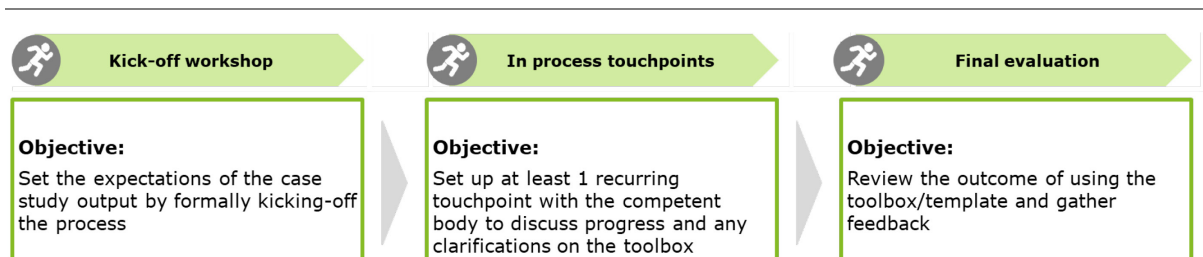 Kick-off workshop
In process touchpoints
Final evaluation
Objective:
Set the expectations of the case
study output by formally kicking-off
the process
Objective:
Set up at least 1 recurring
touchpoint with the competent
body to discuss progress and any
clarifications on the toolbox
Objective:
Review the outcome of using the
toolbox/template and gather
feedback